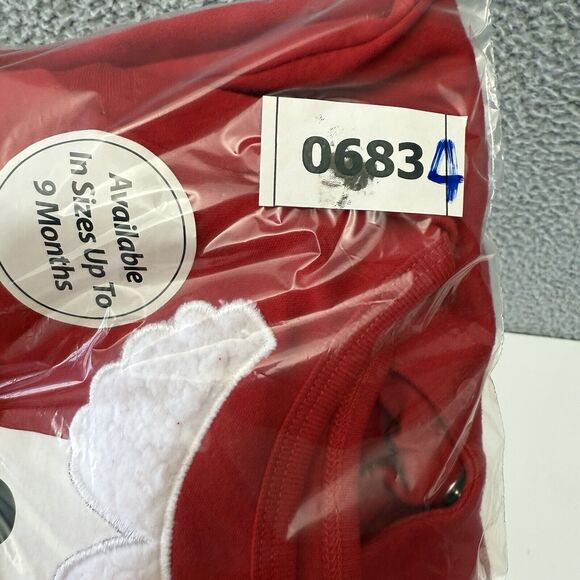 06834
Available
In Sizes Up To
9 Months